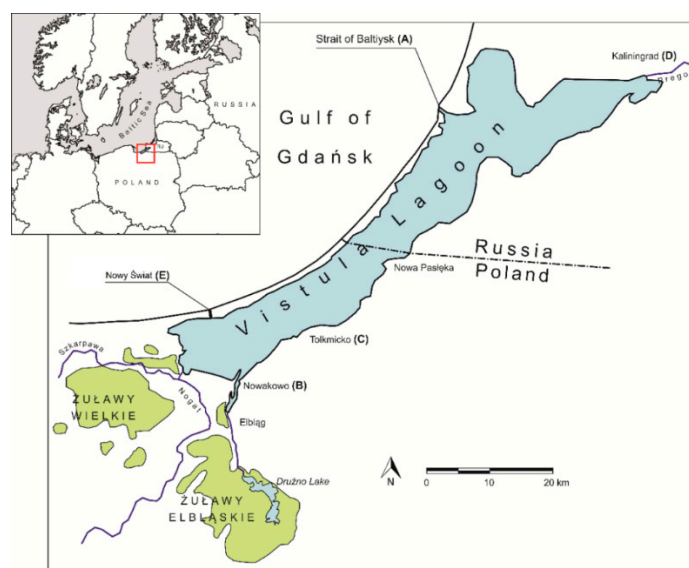 RUSSIA
Baltic Sea
RU
POLAND
Strait of Baltiysk (A)
Kaliningrad (D)
Gulf of
Gdańsk
Vistula Lagoon
Russia
Poland
Nowa Pasłęka
Nowy Świat (E)
Tolkmicko (C)
Szkarpawa
Nowakowo (B)
Nogat
ŻUŁAWY
WIELKIE
Elbląg
Drużno Lake
ŻUŁAWY
ELBLĄSKIE
N
0 10 20 km